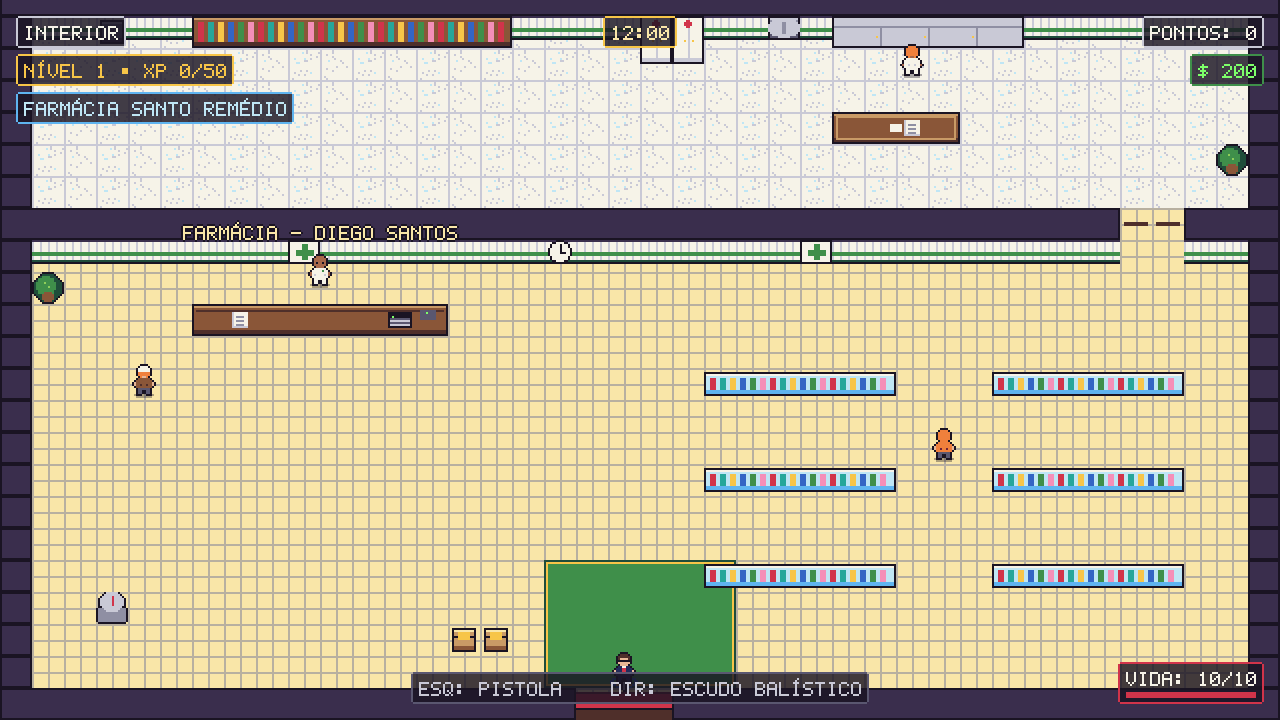 INTERIOR
12:00
PONTOS: 0
NÍVEL 1 ▪ XP 0/50
$ 200
FARMÁCIA SANTO REMÉDIO
FARMÁCIA – DIEGO SANTOS
ESQ: PISTOLA DIR: ESCUDO BALÍSTICO
VIDA: 10/10